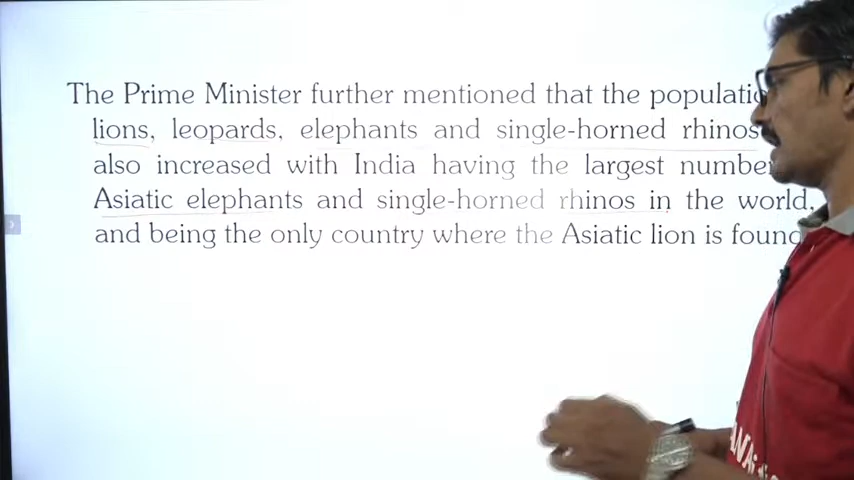 The Prime Minister further mentioned that the
lions, leopards, elephants and single-horned rhinos
also increased with India having the largest
Asiatic elephants and single-horned rhinos in the world,
and being the only country where the Asiatic lion is